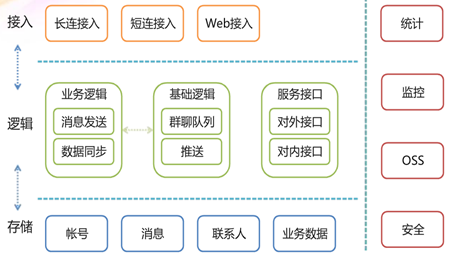 接入
长连接入
短连接入
Web接入
统计
业务逻辑
基础逻辑
服务接口
监控
逻辑
消息发送
群聊队列
对外接口
数据同步
推送
对内接口
OSS
存储
帐号
消息
联系人
业务数据
安全